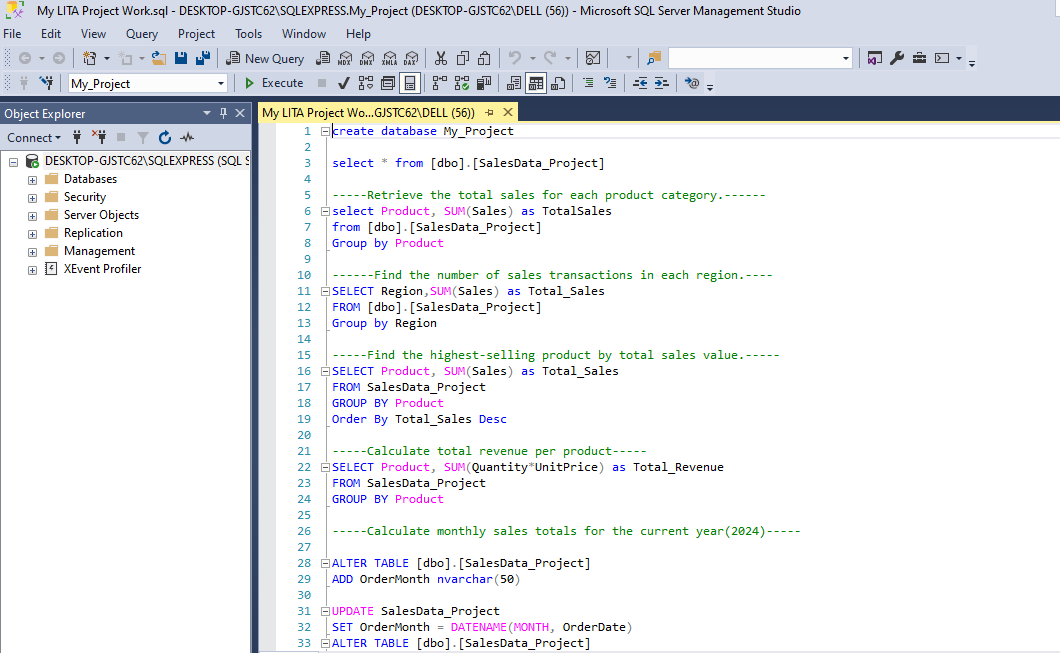 My LITA Project Work.sql - DESKTOP-GJSTC62\SQLEXPRESS.My_Project (DESKTOP-GJSTC62\DELL (56)) - Microsoft SQL Server Management Studio
File Edit View Query Project Tools Window Help
New Query MDX DMX XMLA DAX
My_Project Execute
Object Explorer
My LITA Project Wo...GJSTC62\DELL (56))
Connect
DESKTOP-GJSTC62\SQLEXPRESS (SQL S
Databases
Security
Server Objects
Replication
Management
XEvent Profiler
1 create database My_Project
2
3 select * from [dbo].[SalesData_Project]
4
5 -----Retrieve the total sales for each product category.------
6 select Product, SUM(Sales) as TotalSales
7 from [dbo].[SalesData_Project]
8 Group by Product
9
10 ------Find the number of sales transactions in each region.----
11 SELECT Region,SUM(Sales) as Total_Sales
12 FROM [dbo].[SalesData_Project]
13 Group by Region
14
15 -----Find the highest-selling product by total sales value.-----
16 SELECT Product, SUM(Sales) as Total_Sales
17 FROM SalesData_Project
18 GROUP BY Product
19 Order By Total_Sales Desc
20
21 -----Calculate total revenue per product-----
22 SELECT Product, SUM(Quantity*UnitPrice) as Total_Revenue
23 FROM SalesData_Project
24 GROUP BY Product
25
26 -----Calculate monthly sales totals for the current year(2024)-----
27
28 ALTER TABLE [dbo].[SalesData_Project]
29 ADD OrderMonth nvarchar(50)
30
31 UPDATE SalesData_Project
32 SET OrderMonth = DATENAME(MONTH, OrderDate)
33 ALTER TABLE [dbo].[SalesData_Project]